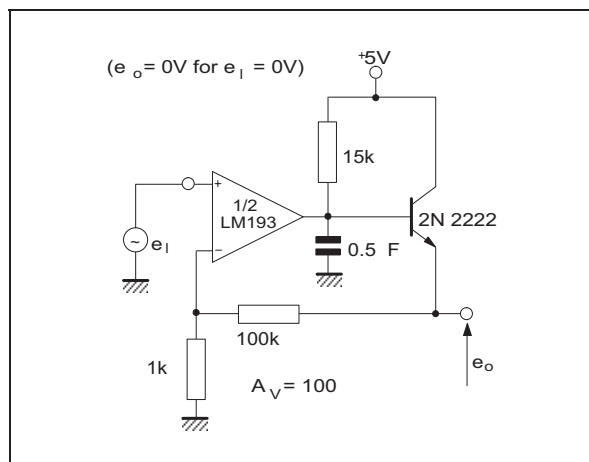 +5V
(e o = 0V for e I = 0V)
15k
+
1/2
LM193
−
2N 2222
~
e I
0.5 F
100k
1k
A V = 100
e o